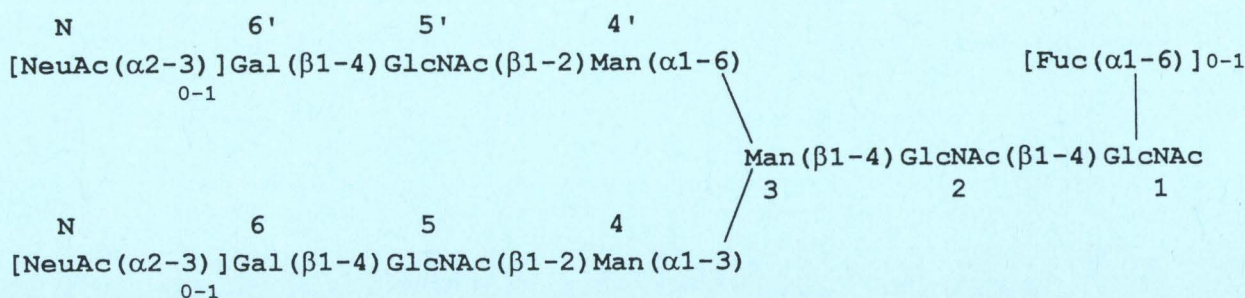 N 6' 5' 4'
[NeuAc(α2-3)]Gal(β1-4)GlcNAc(β1-2)Man(α1-6) [Fuc(α1-6)]0-1
0-1
Man(β1-4)GlcNAc(β1-4)GlcNAc
3 2 1
N 6 5 4
[NeuAc(α2-3)]Gal(β1-4)GlcNAc(β1-2)Man(α1-3)
0-1